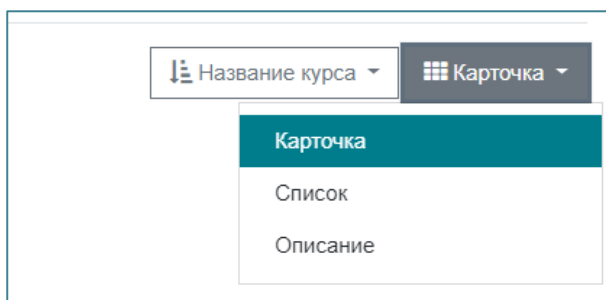 Название курса Карточка
Карточка
Список
Описание